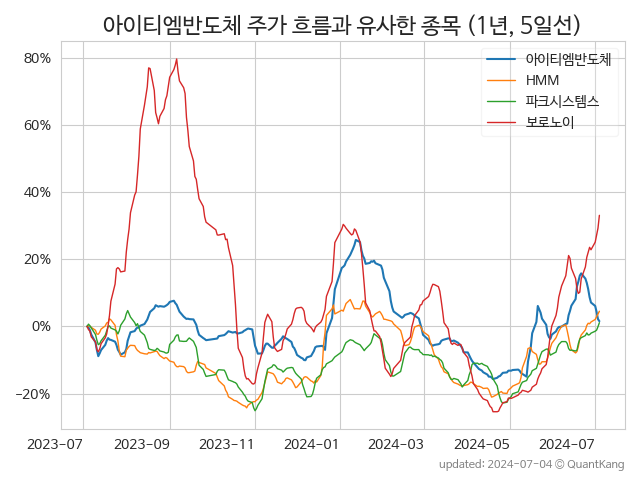 아이티엠반도체 주가 흐름과 유사한 종목 (1년, 5일선)
아이티엠반도체
HMM
파크시스템스
보로노이
80%
60%
40%
20%
0%
−20%
2023-07 2023-09 2023-11 2024-01 2024-03 2024-05 2024-07
updated: 2024-07-04 © QuantKang